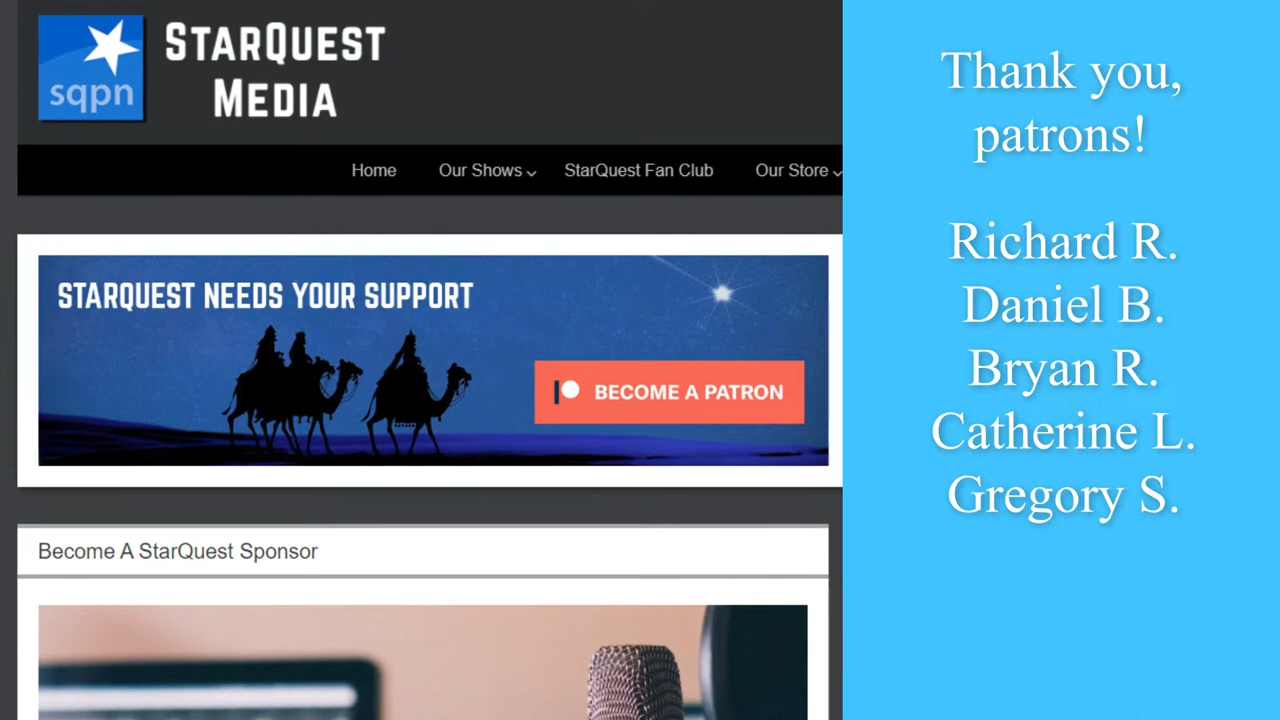 sqpn
STARQUEST
MEDIA
Home
Our Shows
StarQuest Fan Club
Our Store
STARQUEST NEEDS YOUR SUPPORT
BECOME A PATRON
Become A StarQuest Sponsor
Thank you,
patrons!
Richard R.
Daniel B.
Bryan R.
Catherine L.
Gregory S.